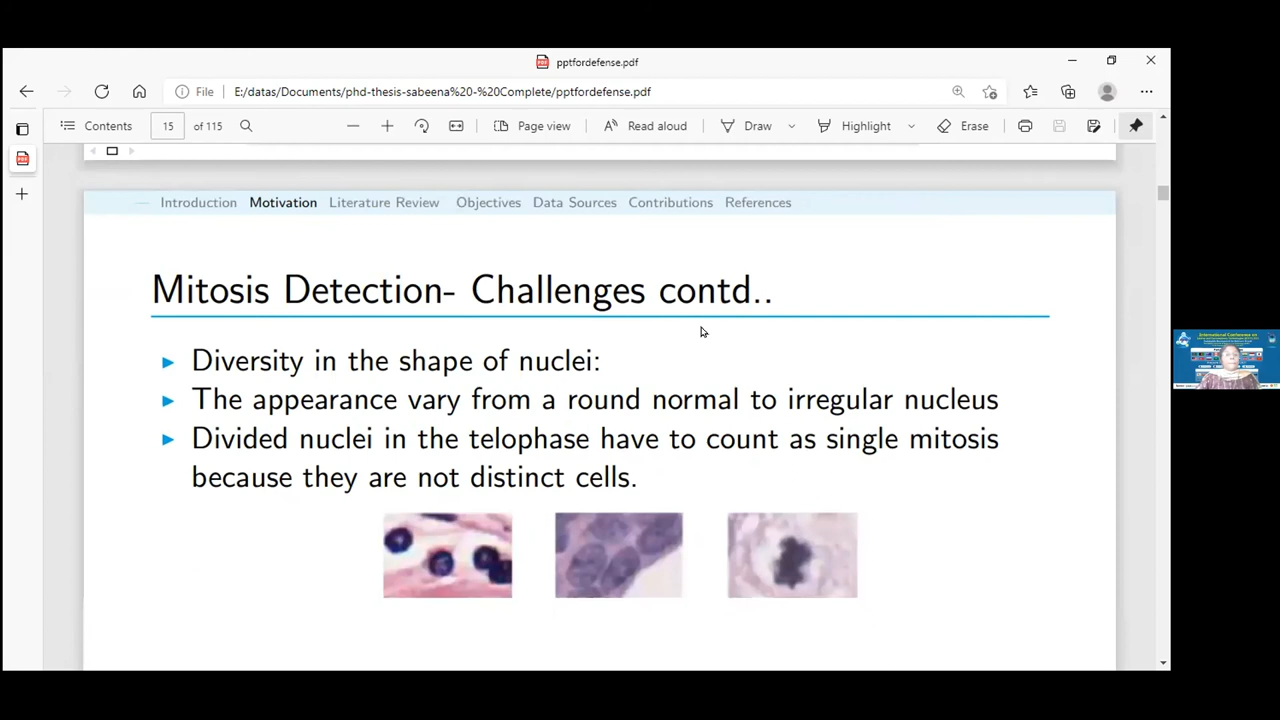 pptfordefense.pdf
File E:/datas/Documents/phd-thesis-sabeena%20-%20Complete/pptfordefense.pdf
Contents 15 of 115 Page view Read aloud Draw Highlight Erase
Introduction Motivation Literature Review Objectives Data Sources Contributions References
Mitosis Detection- Challenges contd..
Diversity in the shape of nuclei:
The appearance vary from a round normal to irregular nucleus
Divided nuclei in the telophase have to count as single mitosis
because they are not distinct cells.
International Conference on